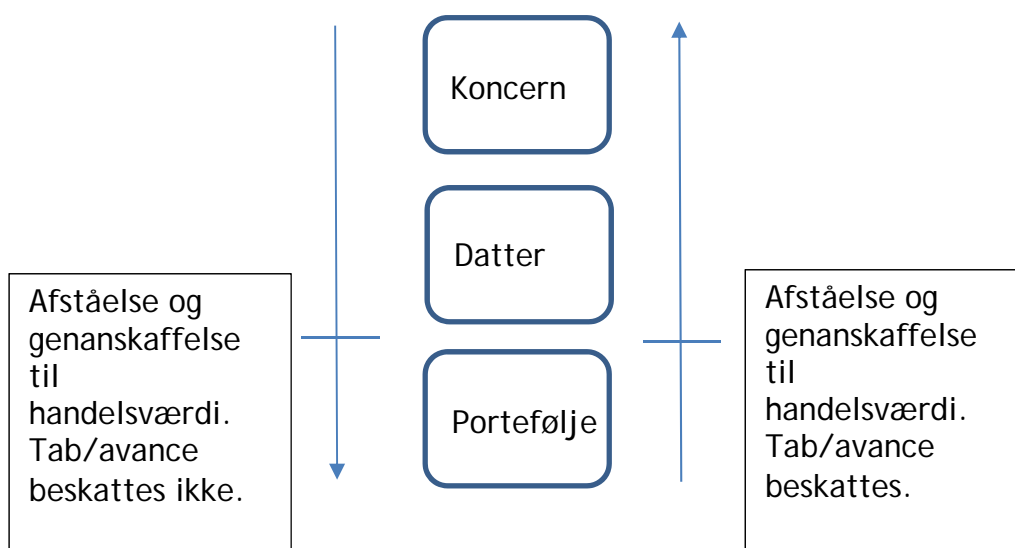 Koncern
Datter
Portefølje
Afståelse og
genanskaffelse
til
handelsværdi.
Tab/avance
beskattes ikke.
Afståelse og
genanskaffelse
til
handelsværdi.
Tab/avance
beskattes.